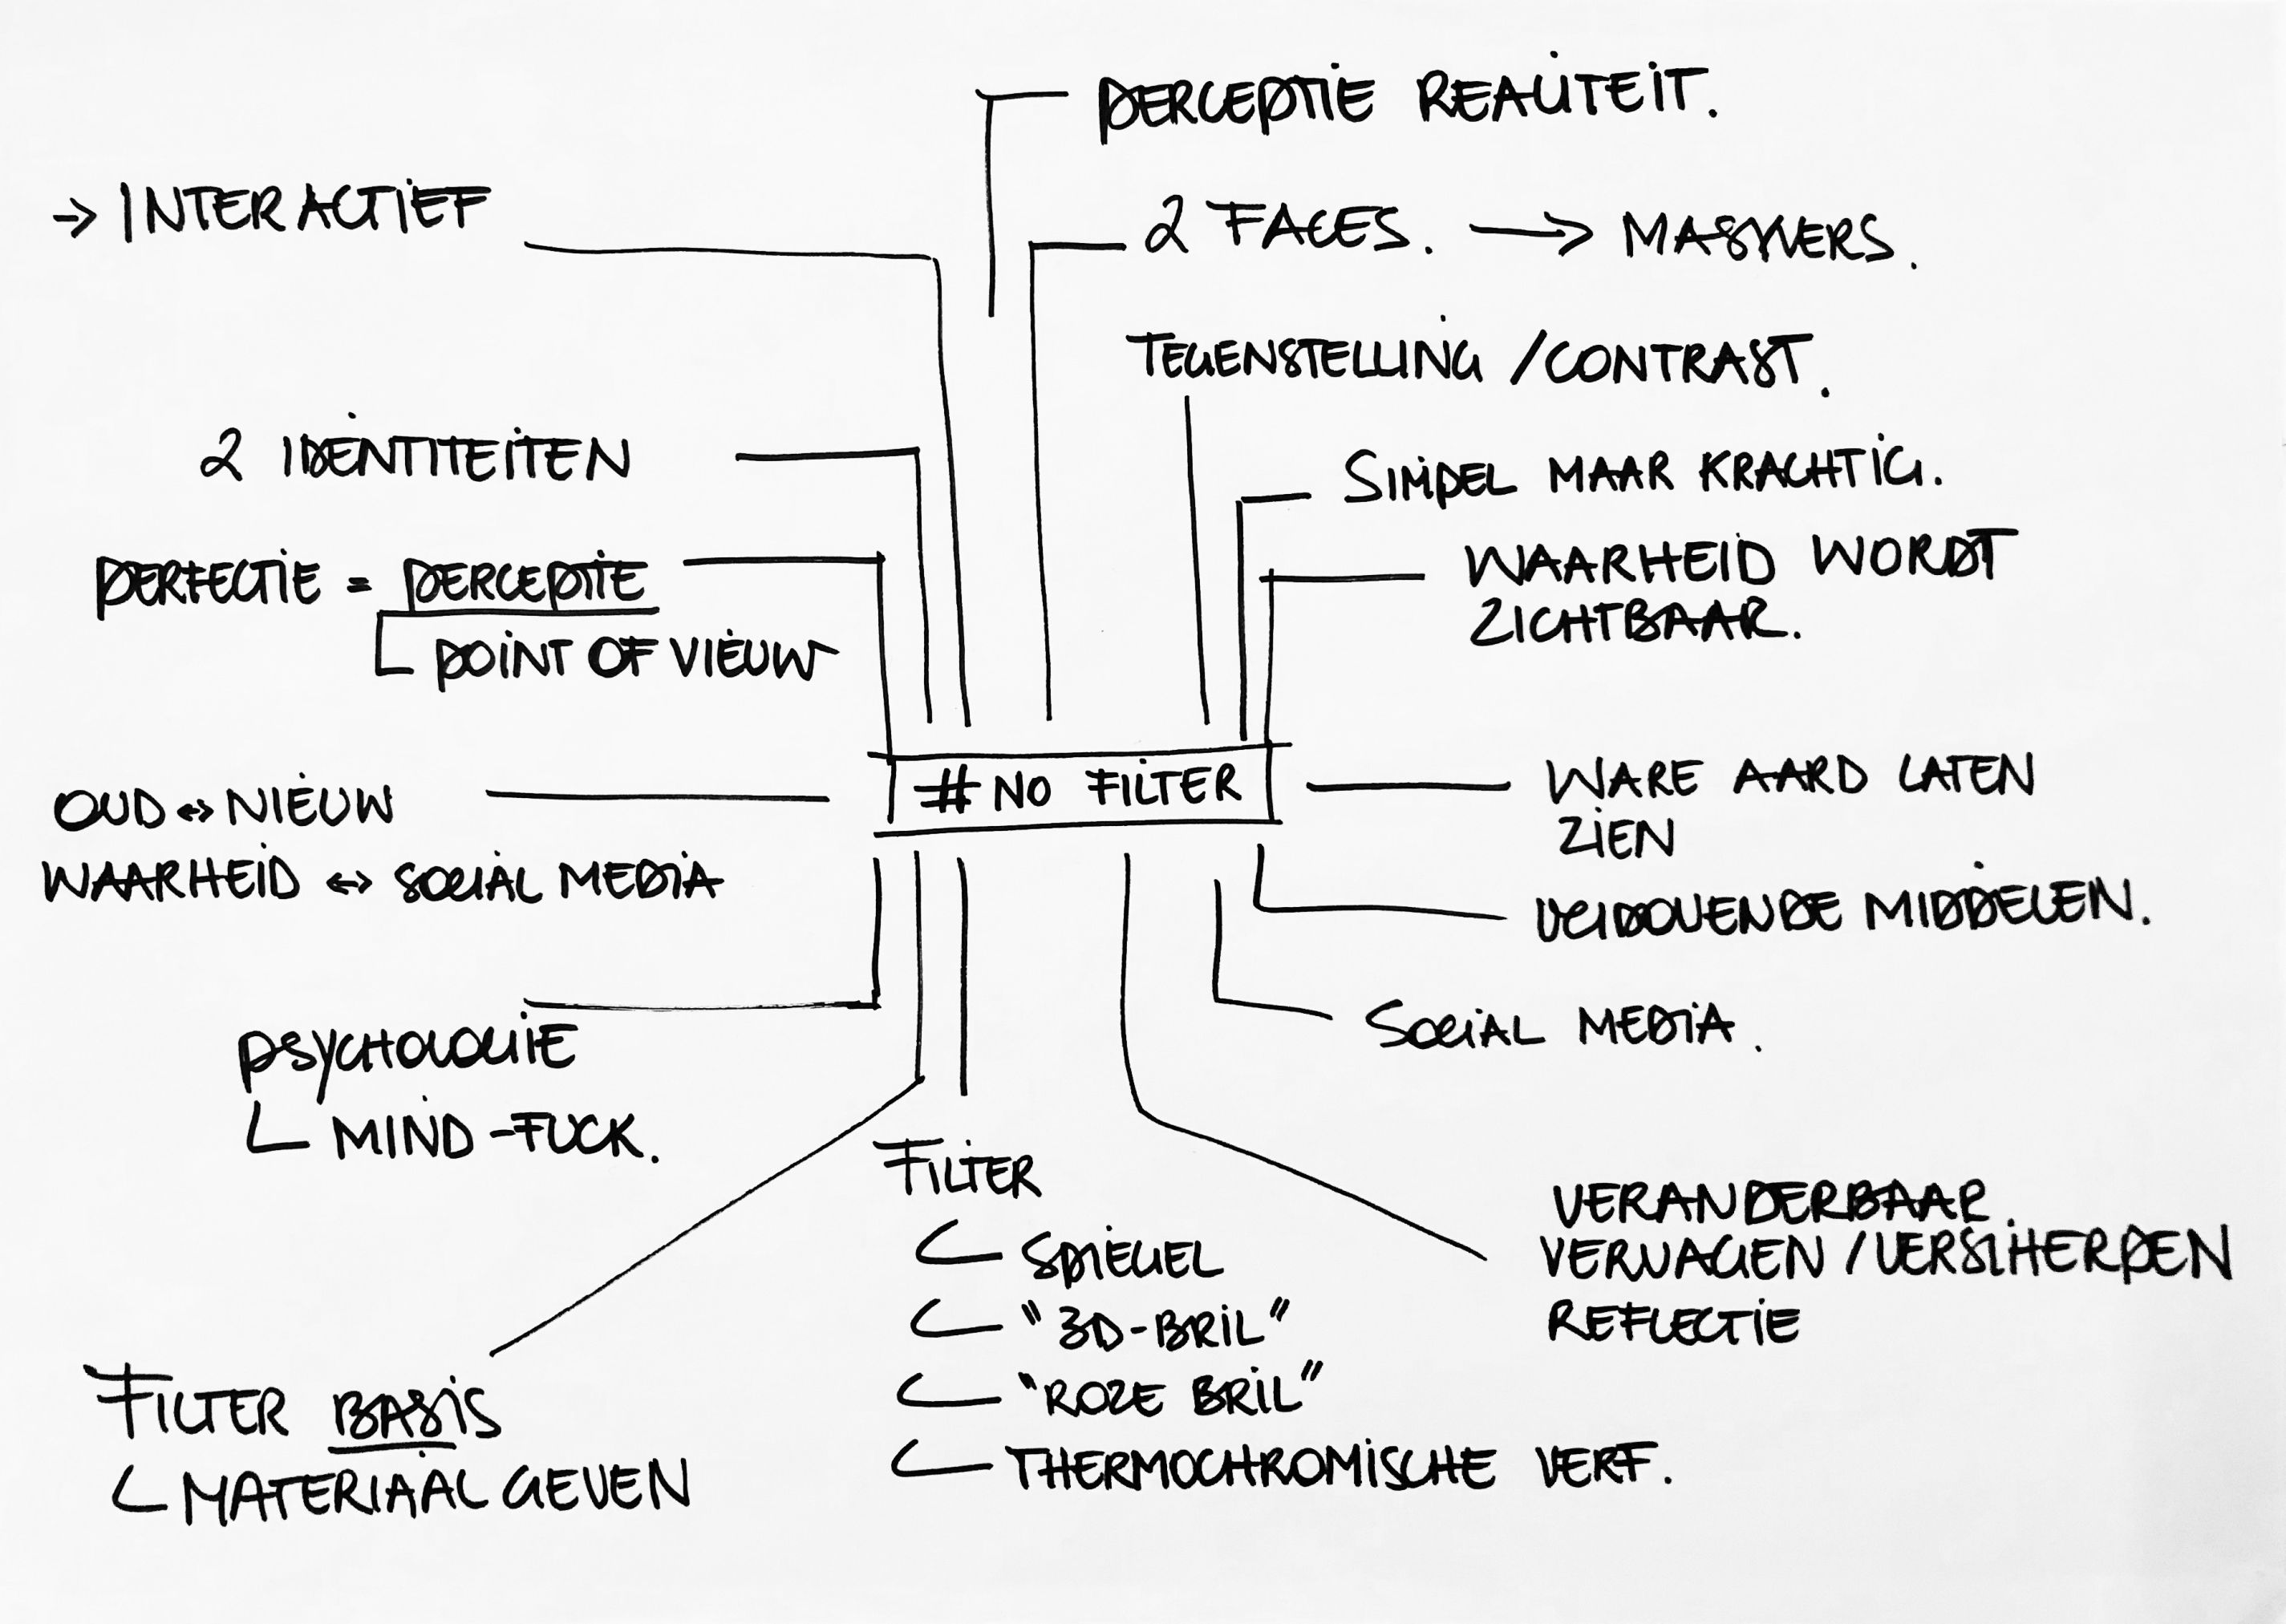 PERCEPTIE REALITEIT.
→ INTERACTIEF
2 FACES. → MASKERS.
TEGENSTELLING / CONTRAST.
2 IDENTITEITEN
SIMPEL MAAR KRACHTIG.
PERFECTIE = PERCEPTIE
POINT OF VIEUW
WAARHEID WORDT
ZICHTBAAR.
# NO FILTER
OUD ↔ NIEUW
WAARHEID ↔ SOCIAL MEDIA
WARE AARD LATEN
ZIEN
VERDOVENDE MIDDELEN.
SOCIAL MEDIA.
PSYCHOLOGIE
MIND-FUCK.
FILTER
SPIEGEL
"3D-BRIL"
"ROZE BRIL"
THERMOCHROMISCHE VERF.
VERANDERBAAR.
VERVAGEN / VERSCHERPEN
REFLECTIE
FILTER BASIS
MATERIAAL GEVEN